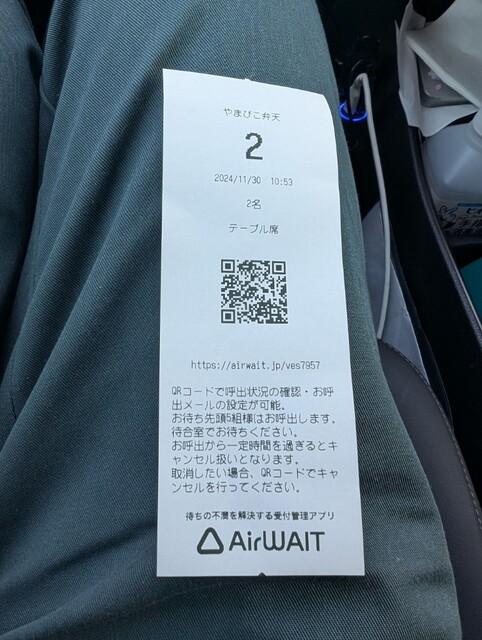 やまびこ弁天
2
2024/11/30 10:53
2名
テーブル席
https://airwait.jp/ves7957
QRコードで呼出状況の確認・お呼
出メールの設定が可能。
お待ち先頭5組様はお呼出します。
待合室でお待ちください。
お呼出から一定時間を過ぎるとキ
ャンセル扱いとなります。
取消したい場合、QRコードでキャ
ンセルを行ってください。
待ちの不満を解決する受付管理アプリ
AirWAIT